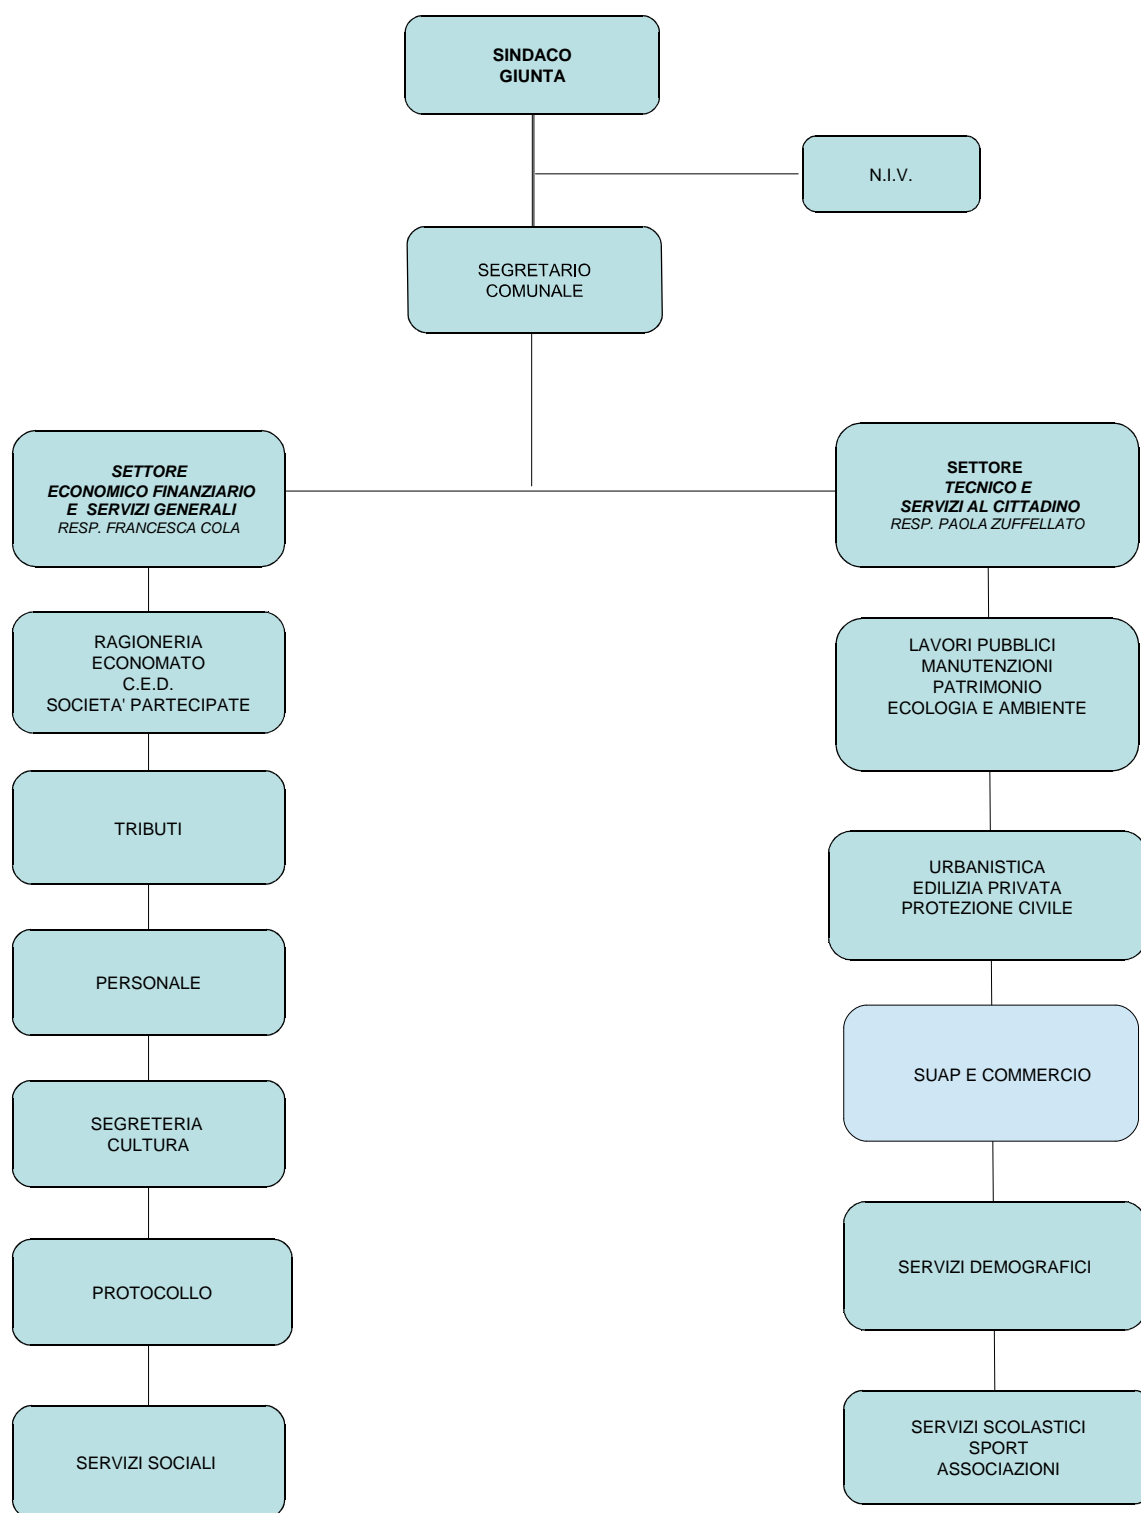 SINDACO
GIUNTA
N.I.V.
SEGRETARIO
COMUNALE
SETTORE
ECONOMICO FINANZIARIO
E SERVIZI GENERALI
RESP. FRANCESCA COLA
SETTORE
TECNICO E
SERVIZI AL CITTADINO
RESP. PAOLA ZUFFELLATO
RAGIONERIA
ECONOMATO
C.E.D.
SOCIETA' PARTECIPATE
LAVORI PUBBLICI
MANUTENZIONI
PATRIMONIO
ECOLOGIA E AMBIENTE
TRIBUTI
URBANISTICA
EDILIZIA PRIVATA
PROTEZIONE CIVILE
PERSONALE
SUAP E COMMERCIO
SEGRETERIA
CULTURA
SERVIZI DEMOGRAFICI
PROTOCOLLO
SERVIZI SOCIALI
SERVIZI SCOLASTICI
SPORT
ASSOCIAZIONI